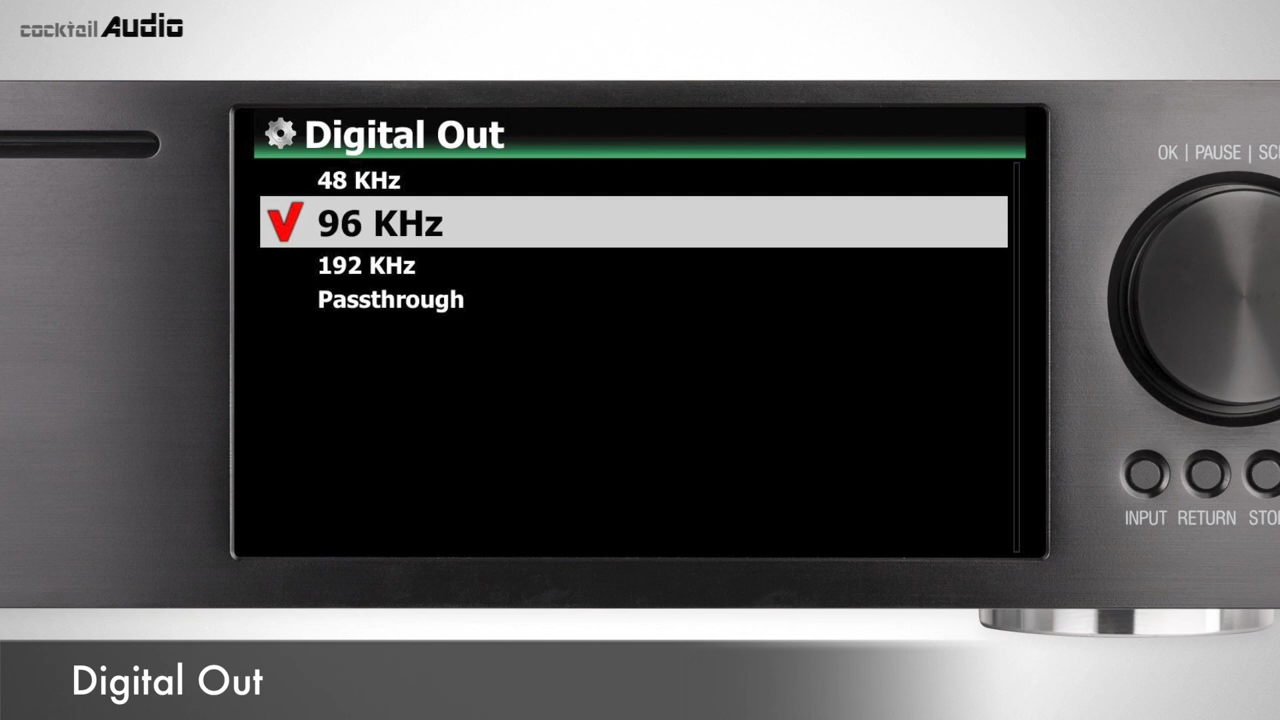 cocktail Audio
Digital Out
48 KHz
96 KHz
192 KHz
Passthrough
OK | PAUSE |
INPUT RETURN
Digital Out